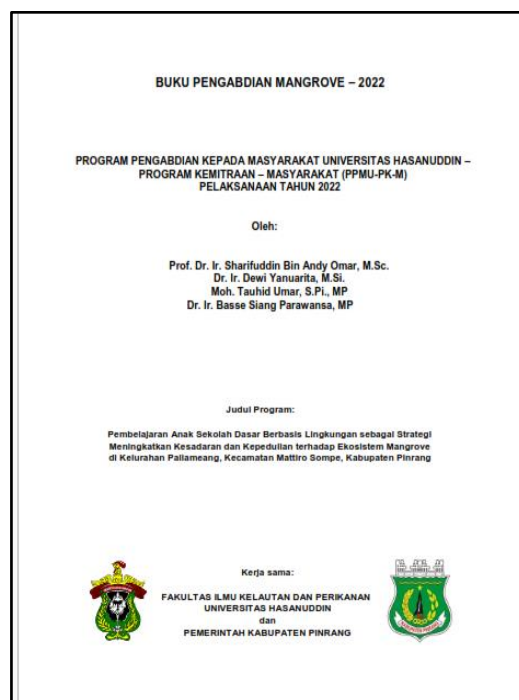 BUKU PENGABDIAN MANGROVE – 2022
PROGRAM PENGABDIAN KEPADA MASYARAKAT UNIVERSITAS HASANUDDIN –
PROGRAM KEMITRAAN – MASYARAKAT (PPMU-PK-M)
PELAKSANAAN TAHUN 2022
Oleh:
Prof. Dr. Ir. Sharifuddin Bin Andy Omar, M.Sc.
Dr. Ir. Dewi Yanuarita, M.Si.
Moh. Tauhid Umar, S.Pi., MP
Dr. Ir. Basse Siang Parawansa, MP
Judul Program:
Pembelajaran Anak Sekolah Dasar Berbasis Lingkungan sebagai Strategi
Meningkatkan Kesadaran dan Kepedulian terhadap Ekosistem Mangrove
di Kelurahan Pallameang, Kecamatan Mattiro Sompe, Kabupaten Pinrang
Kerja sama:
FAKULTAS ILMU KELAUTAN DAN PERIKANAN
UNIVERSITAS HASANUDDIN
dan
PEMERINTAH KABUPATEN PINRANG